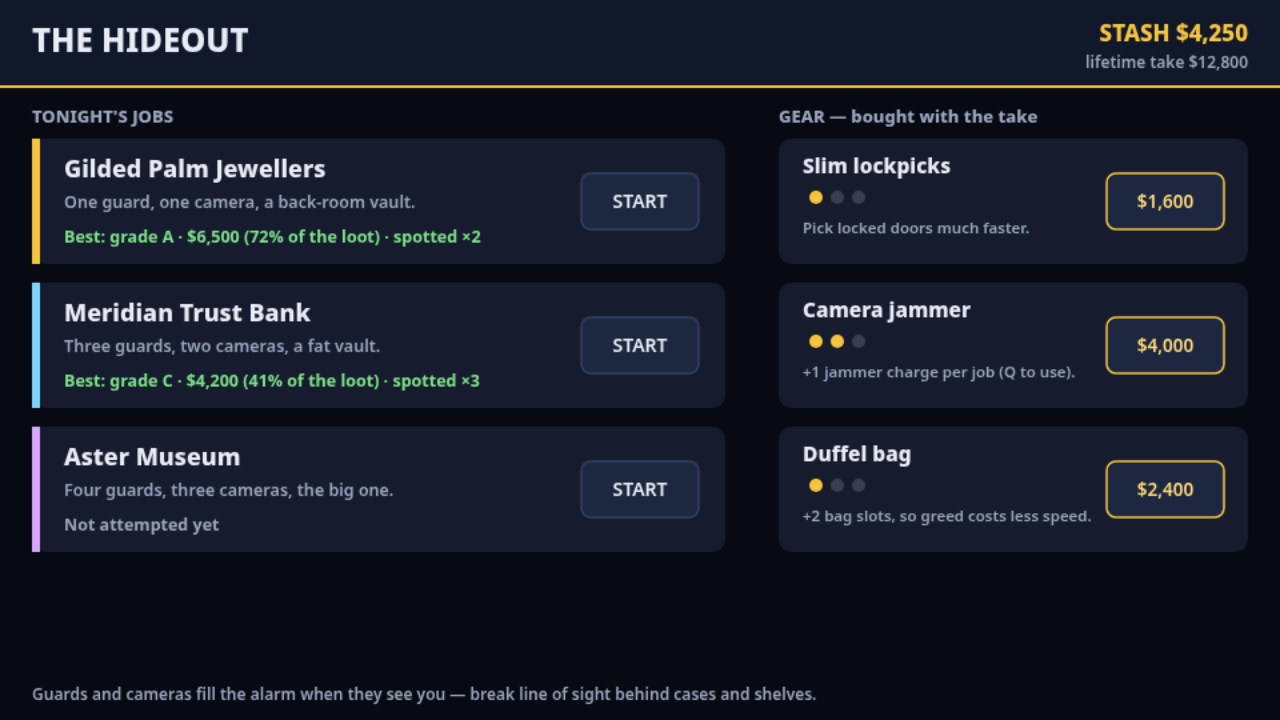 THE HIDEOUT
STASH $4,250
lifetime take $12,800
TONIGHT'S JOBS
Gilded Palm Jewellers
One guard, one camera, a back-room vault.
Best: grade A · $6,500 (72% of the loot) · spotted ×2
START
Meridian Trust Bank
Three guards, two cameras, a fat vault.
Best: grade C · $4,200 (41% of the loot) · spotted ×3
START
Aster Museum
Four guards, three cameras, the big one.
Not attempted yet
START
GEAR — bought with the take
Slim lockpicks
Pick locked doors much faster.
$1,600
Camera jammer
+1 jammer charge per job (Q to use).
$4,000
Duffel bag
+2 bag slots, so greed costs less speed.
$2,400
Guards and cameras fill the alarm when they see you — break line of sight behind cases and shelves.